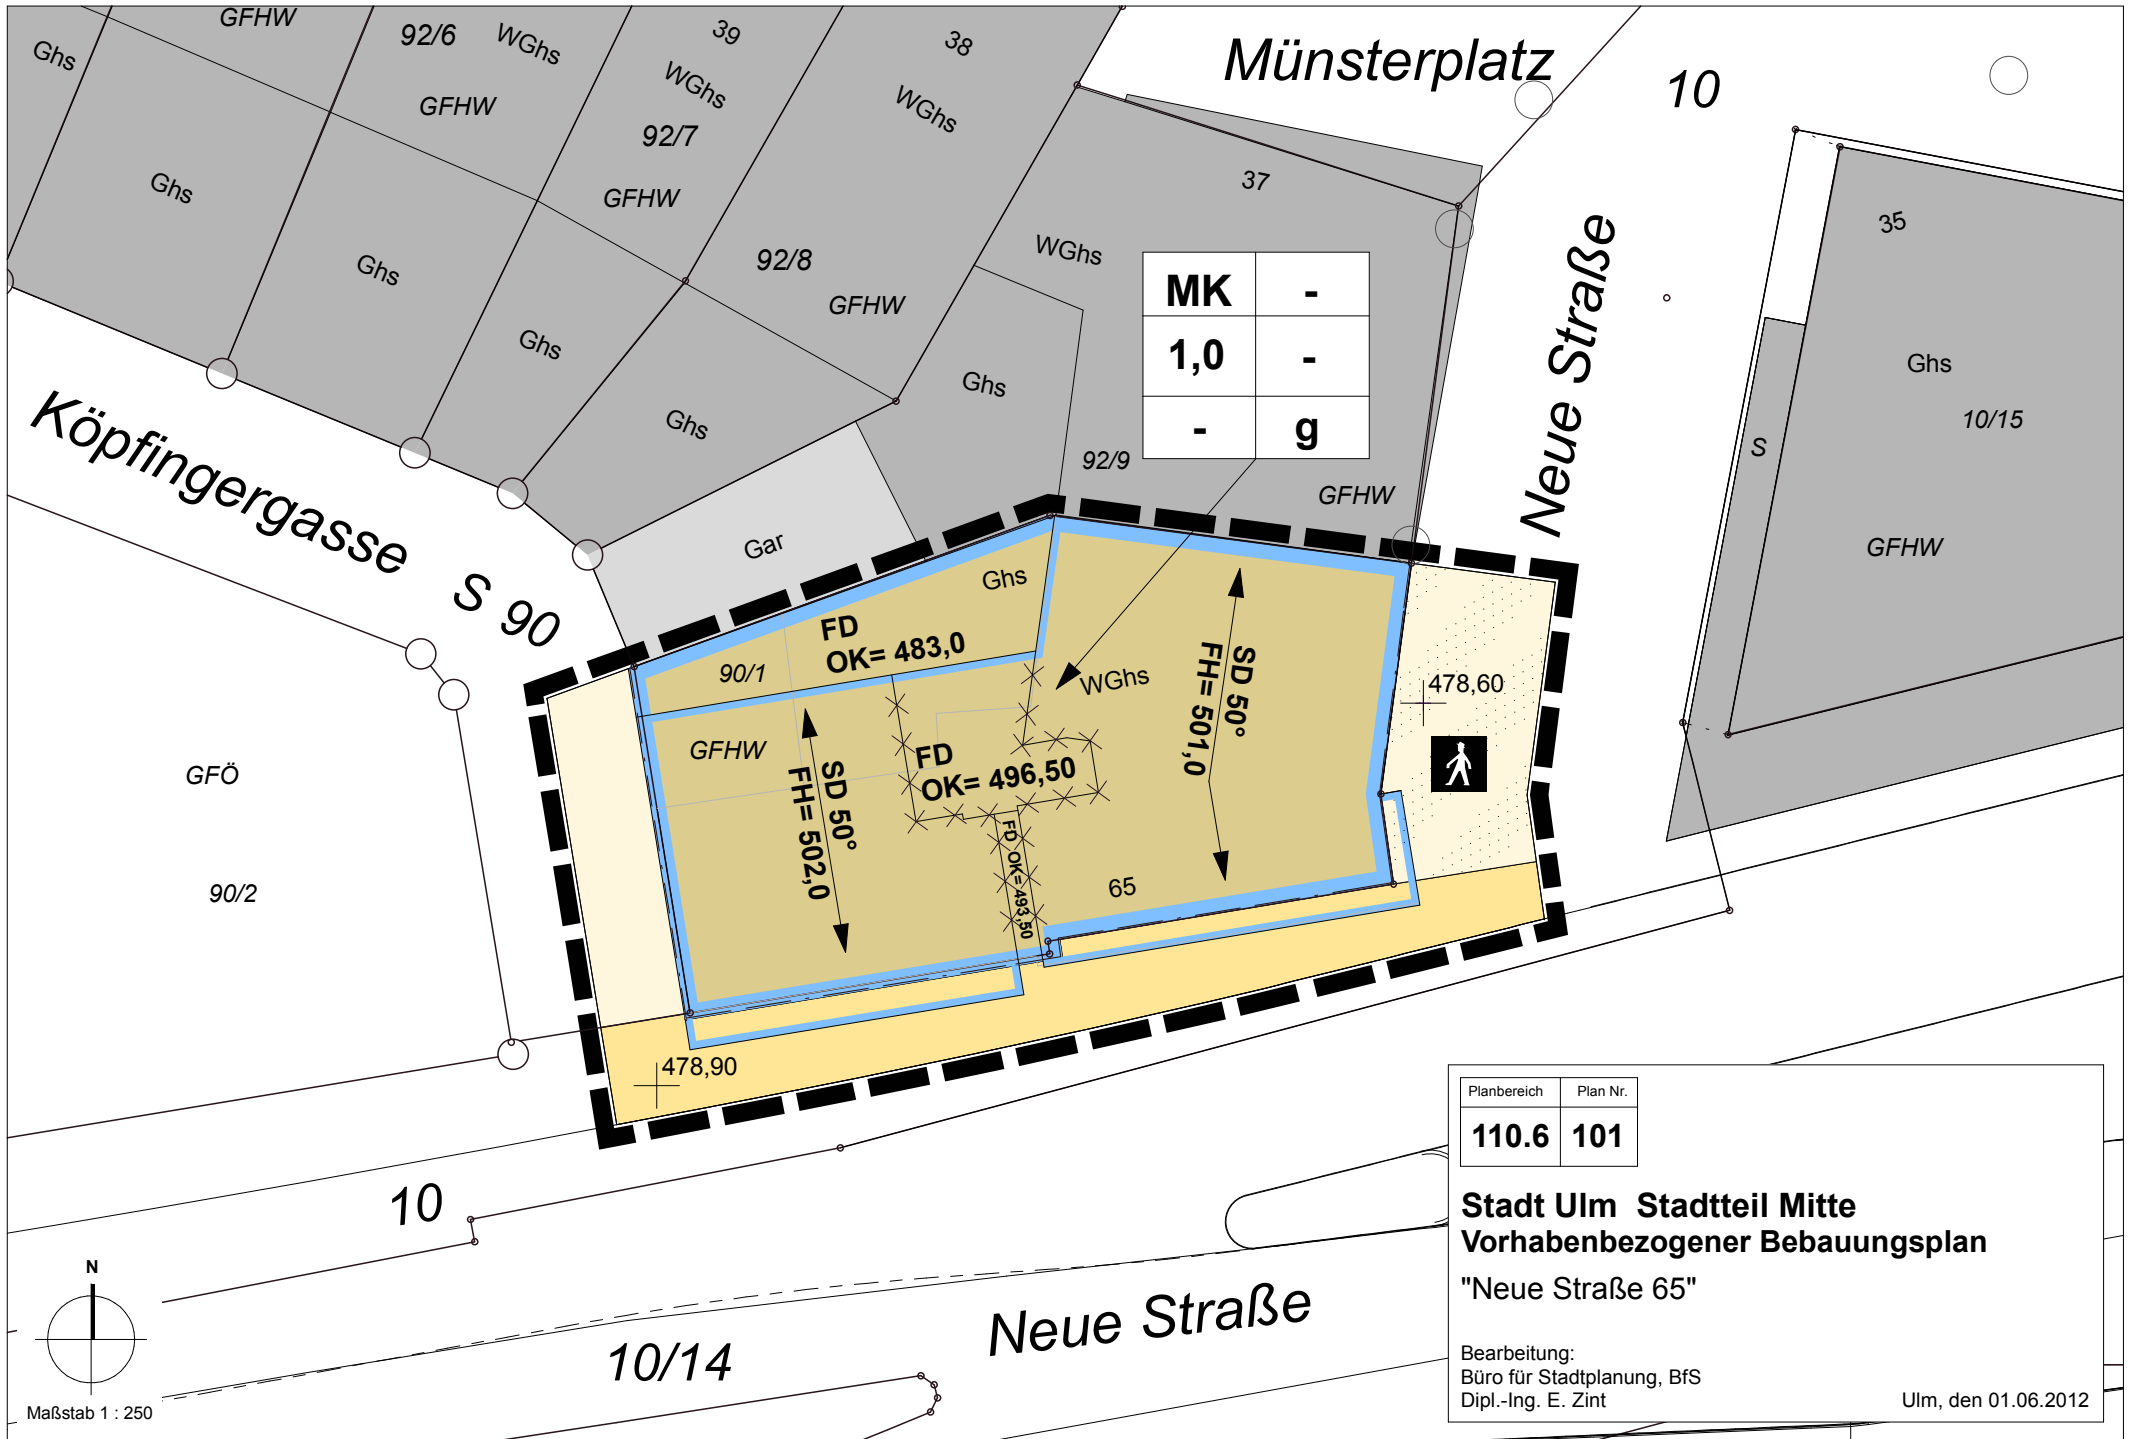 GFHW
92/6
WGhs
39
38
Münsterplatz
10
Ghs
WGhs
WGhs
GFHW
92/7
37
Ghs
GFHW
35
WGhs
92/8
GFHW
Ghs
MK -
1,0 -
- g
Neue Straße
Ghs
Ghs
Ghs
Ghs
10/15
S
Köpfingergasse S 90
92/9
GFHW
GFHW
Gar
Ghs
FD
OK= 483,0
90/1
WGhs
SD 50°
FH= 501,0
478,60
GFHW
FD
OK= 496,50
SD 50°
FH= 502,0
FD OK= 493,50
65
GFÖ
90/2
478,90
10
Neue Straße
10/14
N
Maßstab 1 : 250
Planbereich Plan Nr.
110.6 101
Stadt Ulm Stadtteil Mitte
Vorhabenbezogener Bebauungsplan
"Neue Straße 65"
Bearbeitung:
Büro für Stadtplanung, BfS
Dipl.-Ing. E. Zint
Ulm, den 01.06.2012